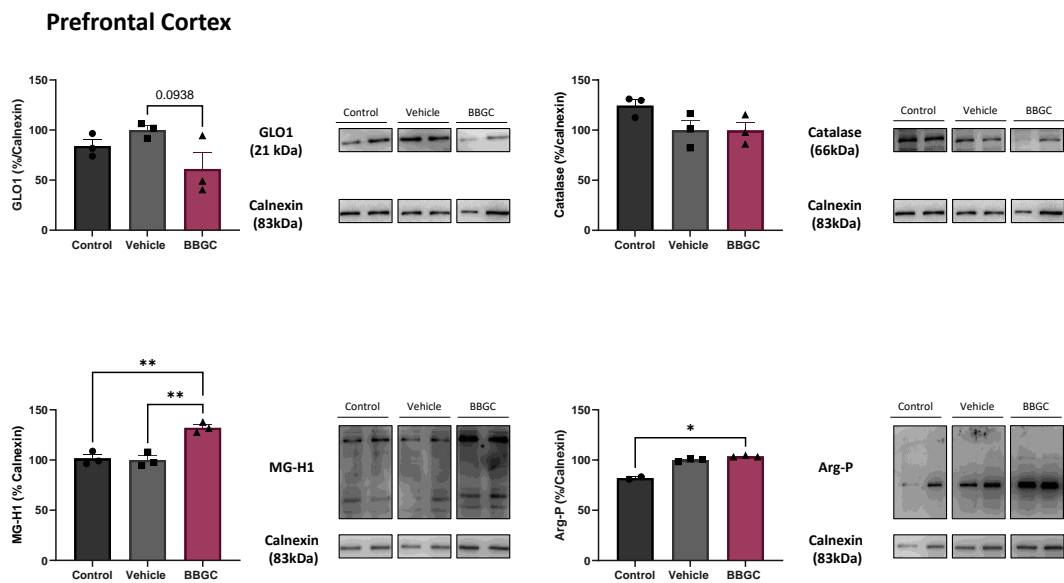 Prefrontal Cortex
GLO1 (%/Calnexin)
150
100
50
0
0.0938
Control
Vehicle
BBGC
GLO1
(21 kDa)
Calnexin
(83kDa)
Control
Vehicle
BBGC
Catalase (%/calnexin)
150
100
50
0
Control
Vehicle
BBGC
Catalase
(66kDa)
Calnexin
(83kDa)
Control
Vehicle
BBGC
MG-H1 (% Calnexin)
150
100
50
0
**
**
Control
Vehicle
BBGC
MG-H1
Calnexin
(83kDa)
Control
Vehicle
BBGC
Arg-P (%/Calnexin)
150
100
50
0
*
Control
Vehicle
BBGC
Arg-P
Calnexin
(83kDa)
Control
Vehicle
BBGC